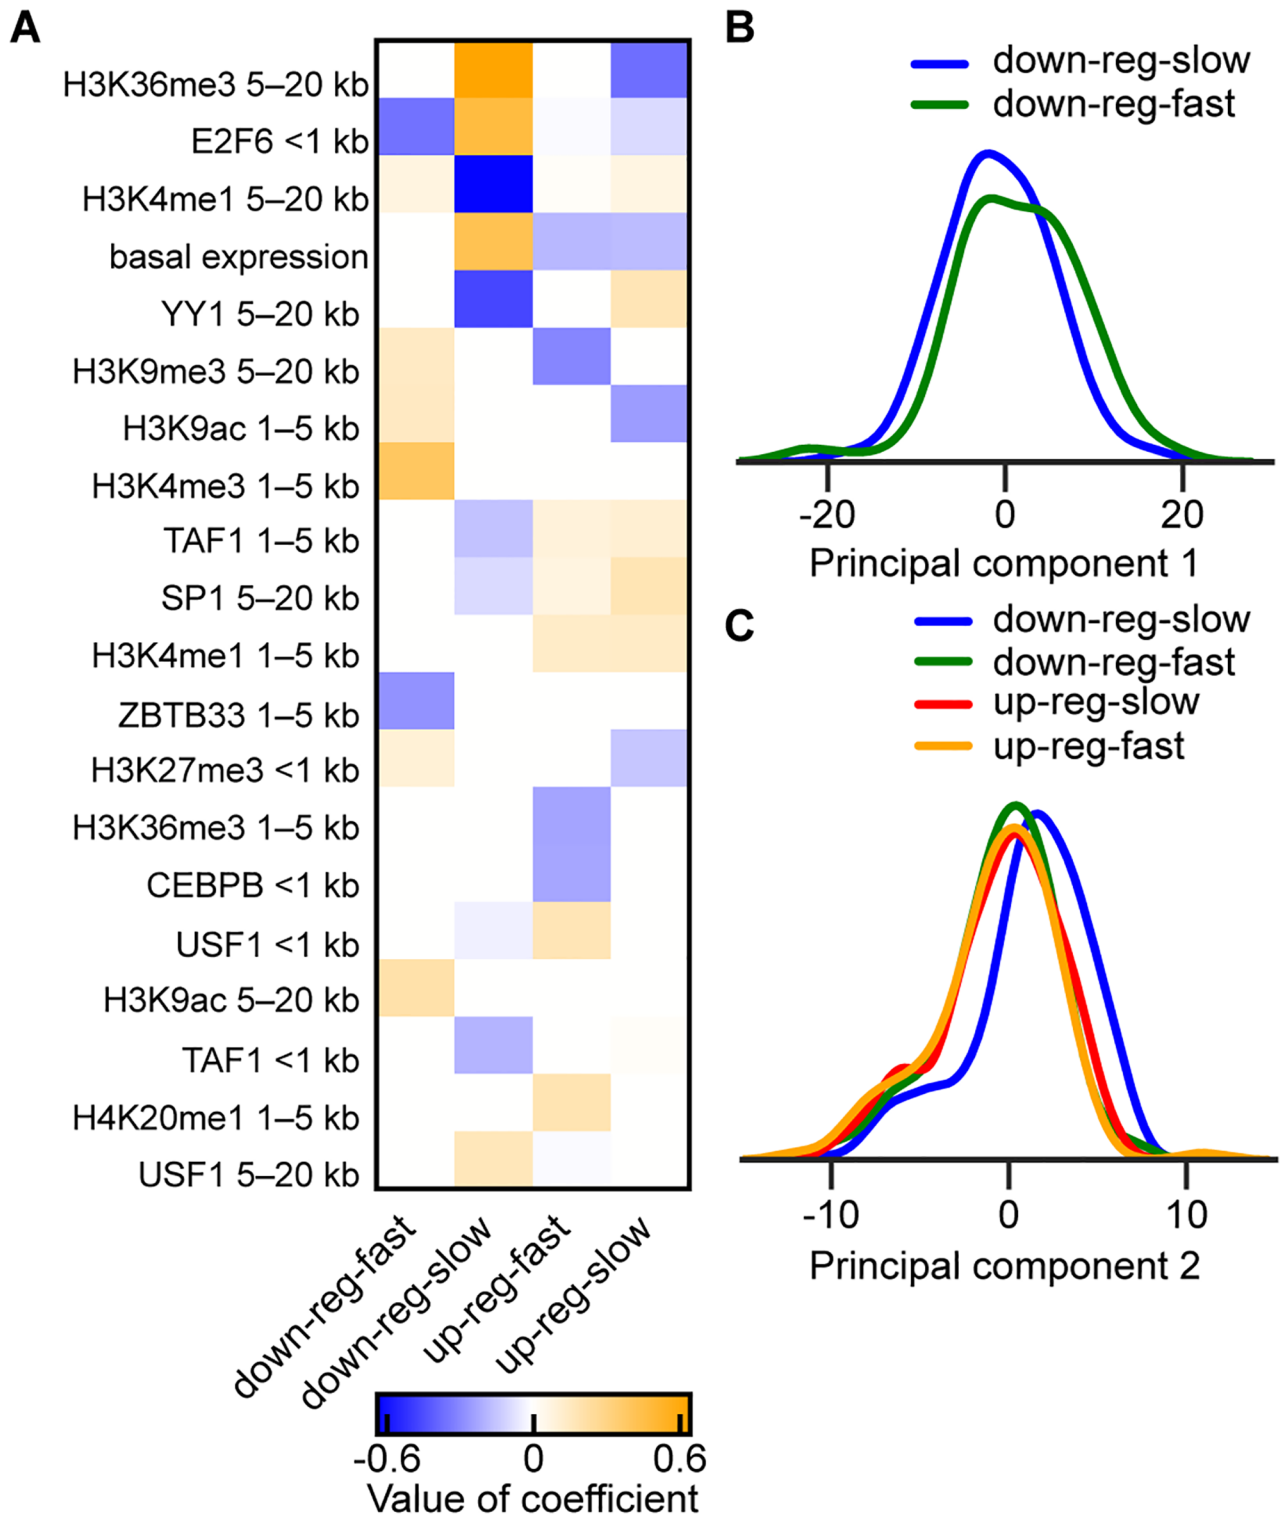 A
H3K36me3 5–20 kb
E2F6 <1 kb
H3K4me1 5–20 kb
basal expression
YY1 5–20 kb
H3K9me3 5–20 kb
H3K9ac 1–5 kb
H3K4me3 1–5 kb
TAF1 1–5 kb
SP1 5–20 kb
H3K4me1 1–5 kb
ZBTB33 1–5 kb
H3K27me3 <1 kb
H3K36me3 1–5 kb
CEBPB <1 kb
USF1 <1 kb
H3K9ac 5–20 kb
TAF1 <1 kb
H4K20me1 1–5 kb
USF1 5–20 kb
down-reg-fast
down-reg-slow
up-reg-fast
up-reg-slow
-0.6 0 0.6
Value of coefficient
B
down-reg-slow
down-reg-fast
-20 0 20
Principal component 1
C
down-reg-slow
down-reg-fast
up-reg-slow
up-reg-fast
-10 0 10
Principal component 2